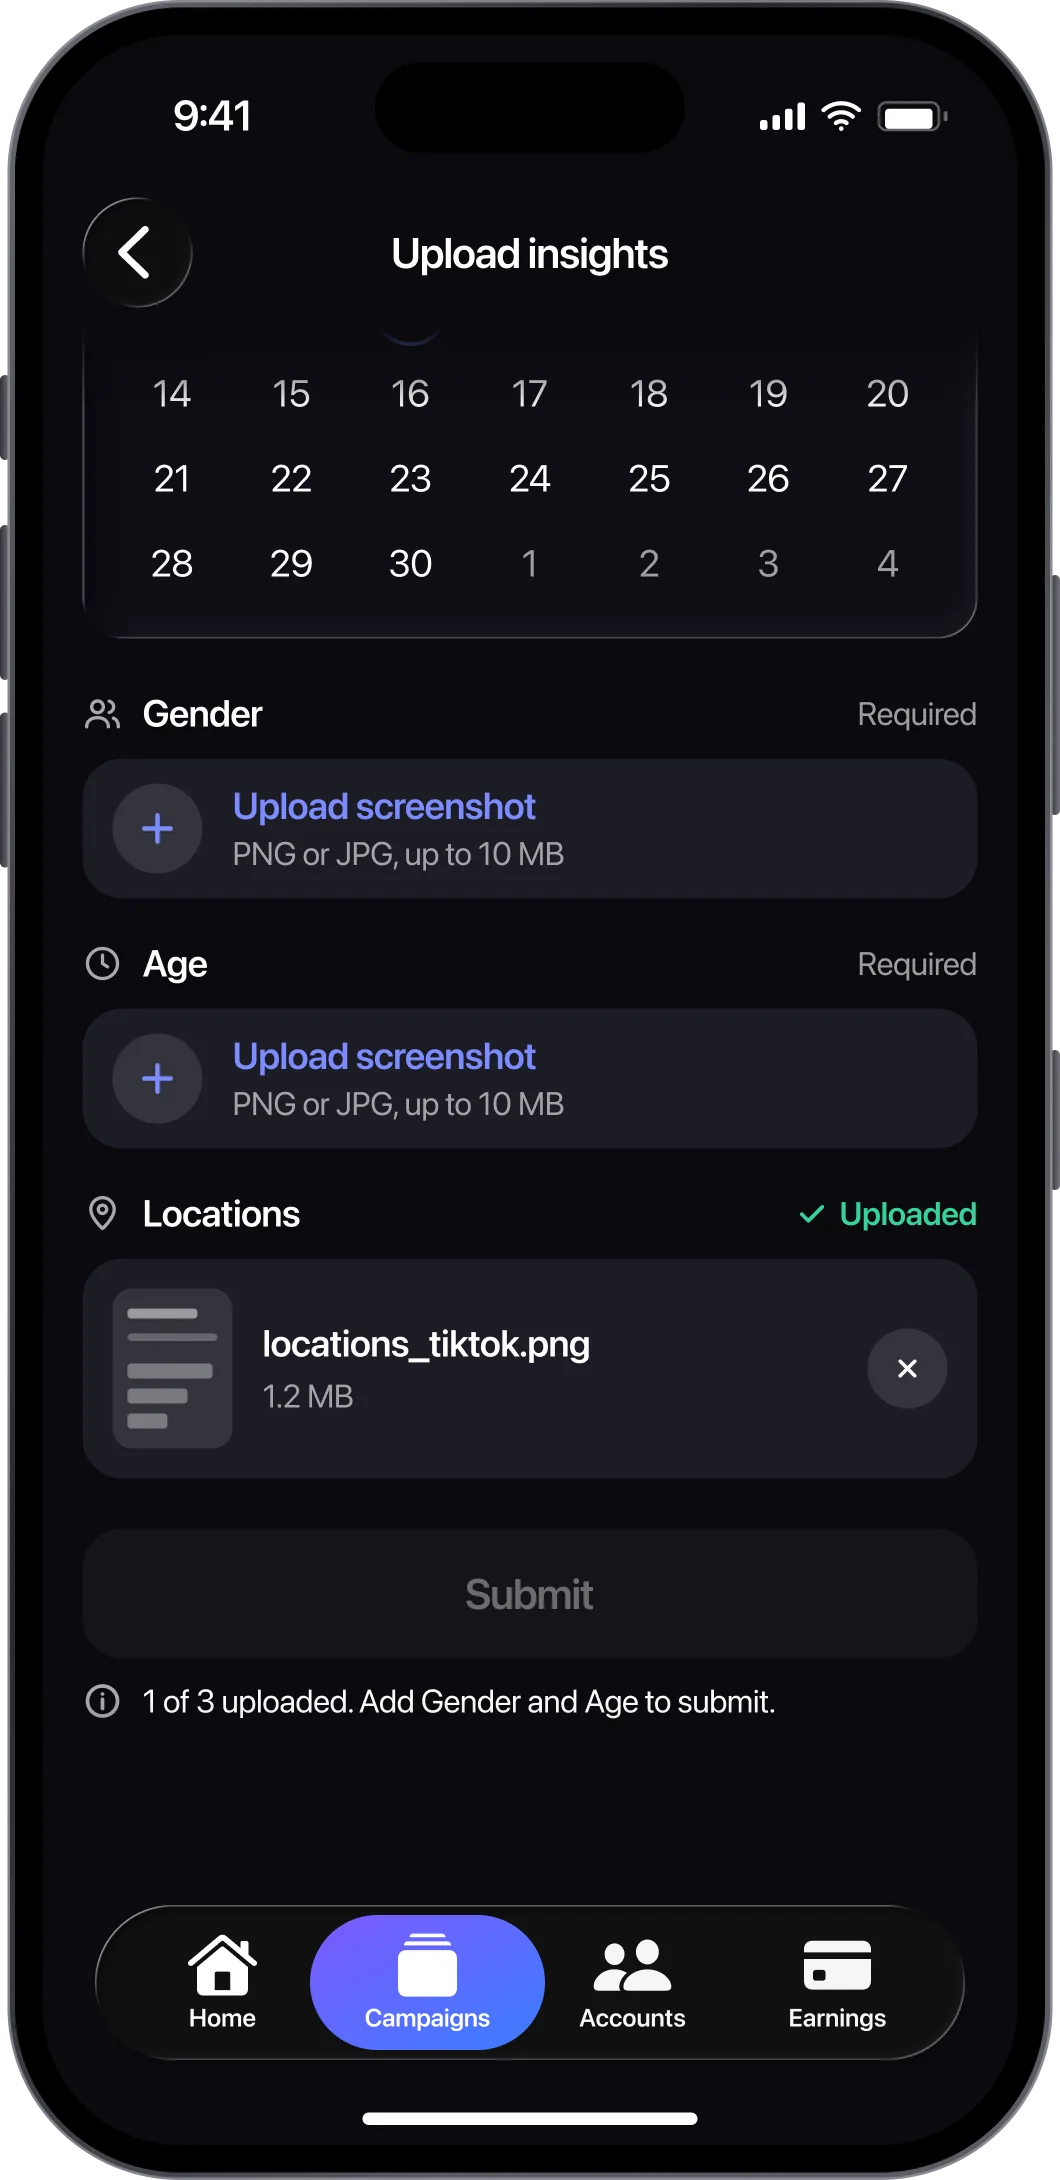 9:41
Upload insights
14 15 16 17 18 19 20
21 22 23 24 25 26 27
28 29 30 1 2 3 4
Gender Required
Upload screenshot
PNG or JPG, up to 10 MB
Age Required
Upload screenshot
PNG or JPG, up to 10 MB
Locations Uploaded
locations_tiktok.png
1.2 MB
Submit
1 of 3 uploaded. Add Gender and Age to submit.
Home Campaigns Accounts Earnings